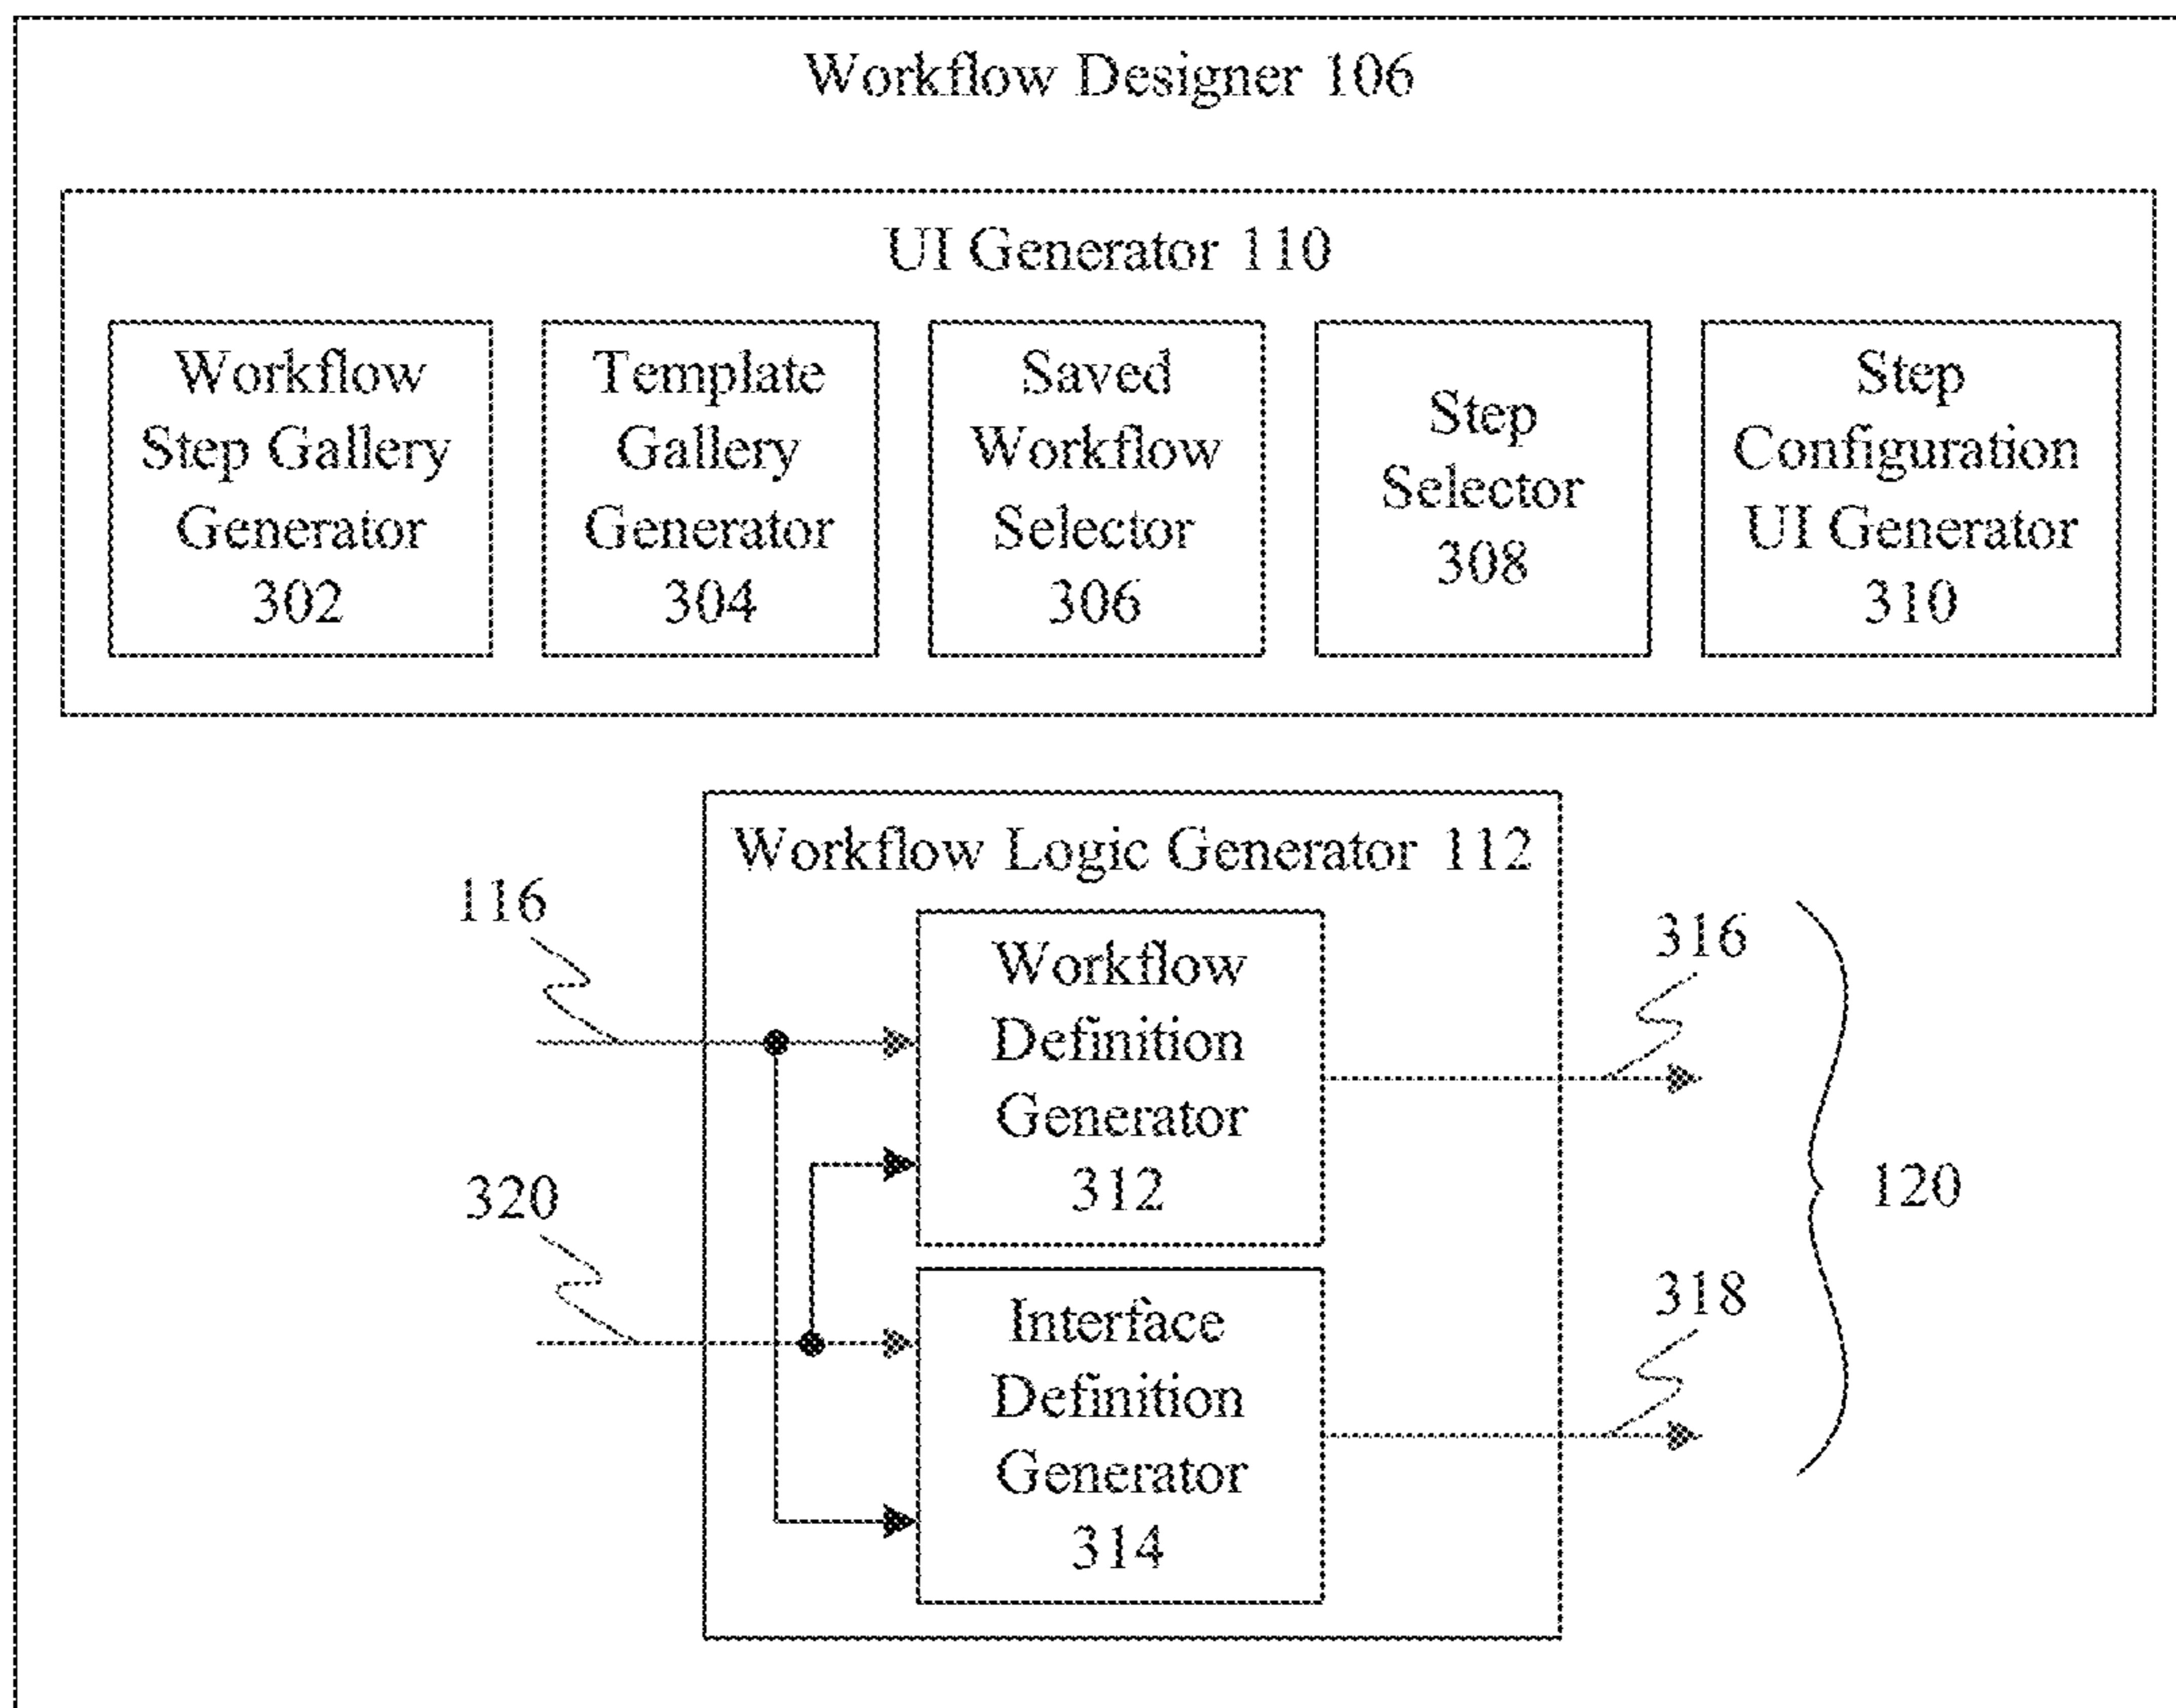 Workflow Designer 106
UI Generator 110
Workflow
Step Gallery
Generator
302
Template
Gallery
Generator
304
Saved
Workflow
Selector
306
Step
Selector
308
Step
Configuration
UI Generator
310
Workflow Logic Generator 112
116
Workflow
Definition
Generator
312
316
320
120
Interface
Definition
Generator
314
318